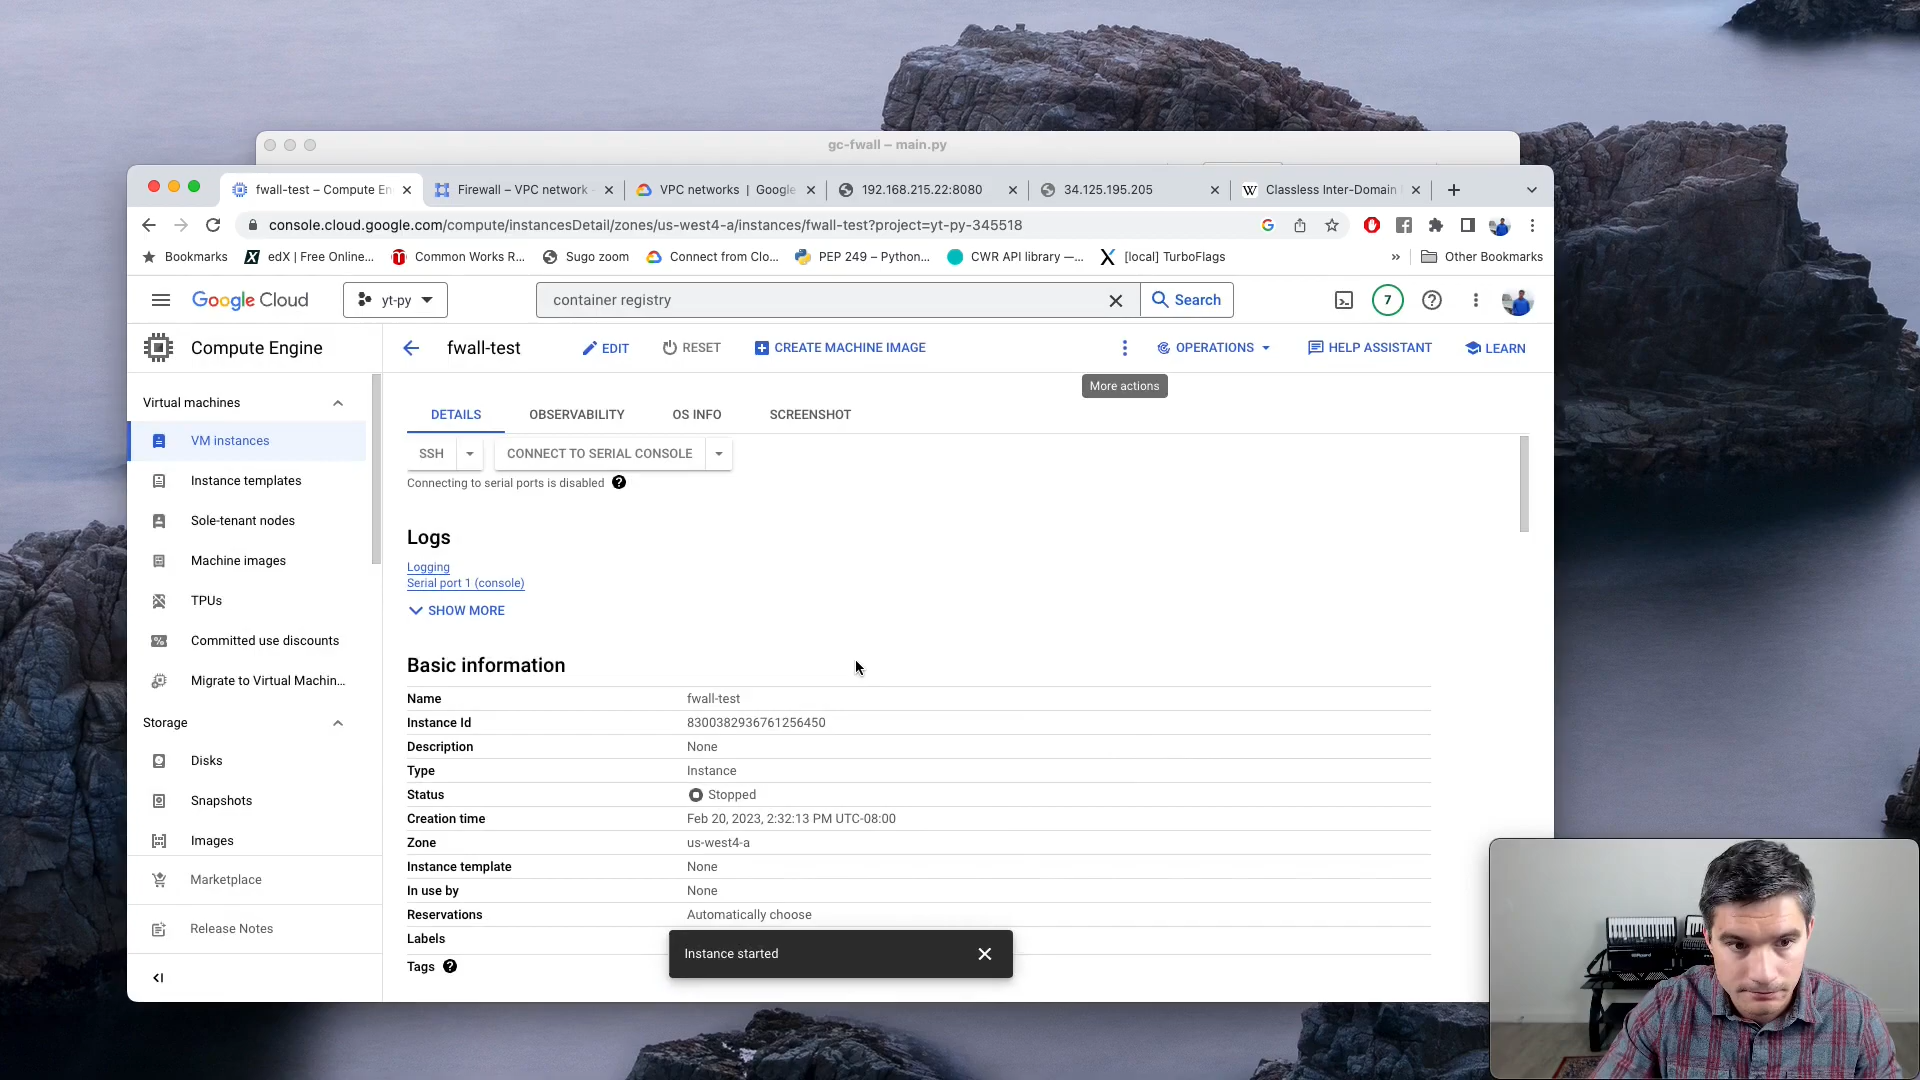 gc-fwall – main.py
fwall-test – Compute En
Firewall – VPC network -
VPC networks | Google
192.168.215.22:8080
34.125.195.205
Classless Inter-Domain
console.cloud.google.com/compute/instancesDetail/zones/us-west4-a/instances/fwall-test?project=yt-py-345518
Bookmarks
edX | Free Online...
Common Works R...
Sugo zoom
Connect from Clo...
PEP 249 – Python...
CWR API library —...
[local] TurboFlags
»
Other Bookmarks
Google Cloud
yt-py
container registry
Search
7
Compute Engine
fwall-test
EDIT
RESET
CREATE MACHINE IMAGE
OPERATIONS
HELP ASSISTANT
LEARN
More actions
Virtual machines
VM instances
Instance templates
Sole-tenant nodes
Machine images
TPUs
Committed use discounts
Migrate to Virtual Machin...
Storage
Disks
Snapshots
Images
Marketplace
Release Notes
DETAILS
OBSERVABILITY
OS INFO
SCREENSHOT
SSH
CONNECT TO SERIAL CONSOLE
Connecting to serial ports is disabled
Logs
Logging
Serial port 1 (console)
SHOW MORE
Basic information
Name fwall-test
Instance Id 8300382936761256450
Description None
Type Instance
Status Stopped
Creation time Feb 20, 2023, 2:32:13 PM UTC-08:00
Zone us-west4-a
Instance template None
In use by None
Reservations Automatically choose
Labels
Tags
Instance started